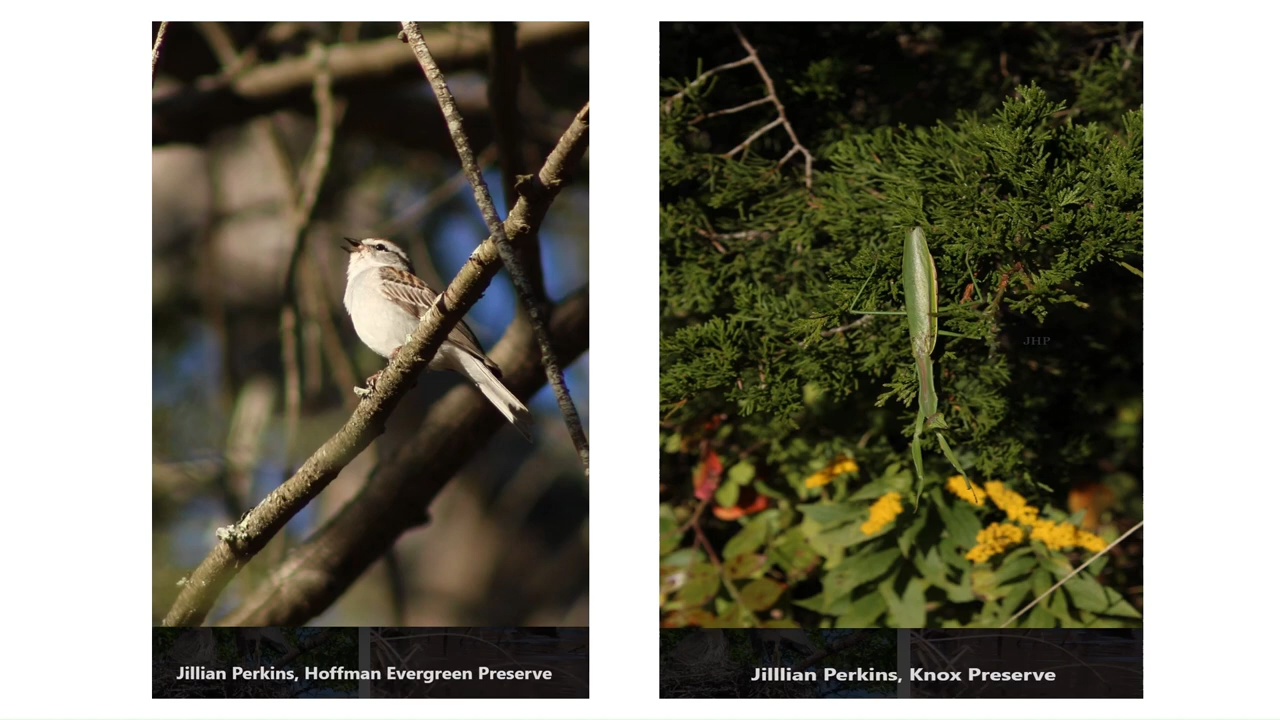 JHP
Jillian Perkins, Hoffman Evergreen Preserve
Jilllian Perkins, Knox Preserve